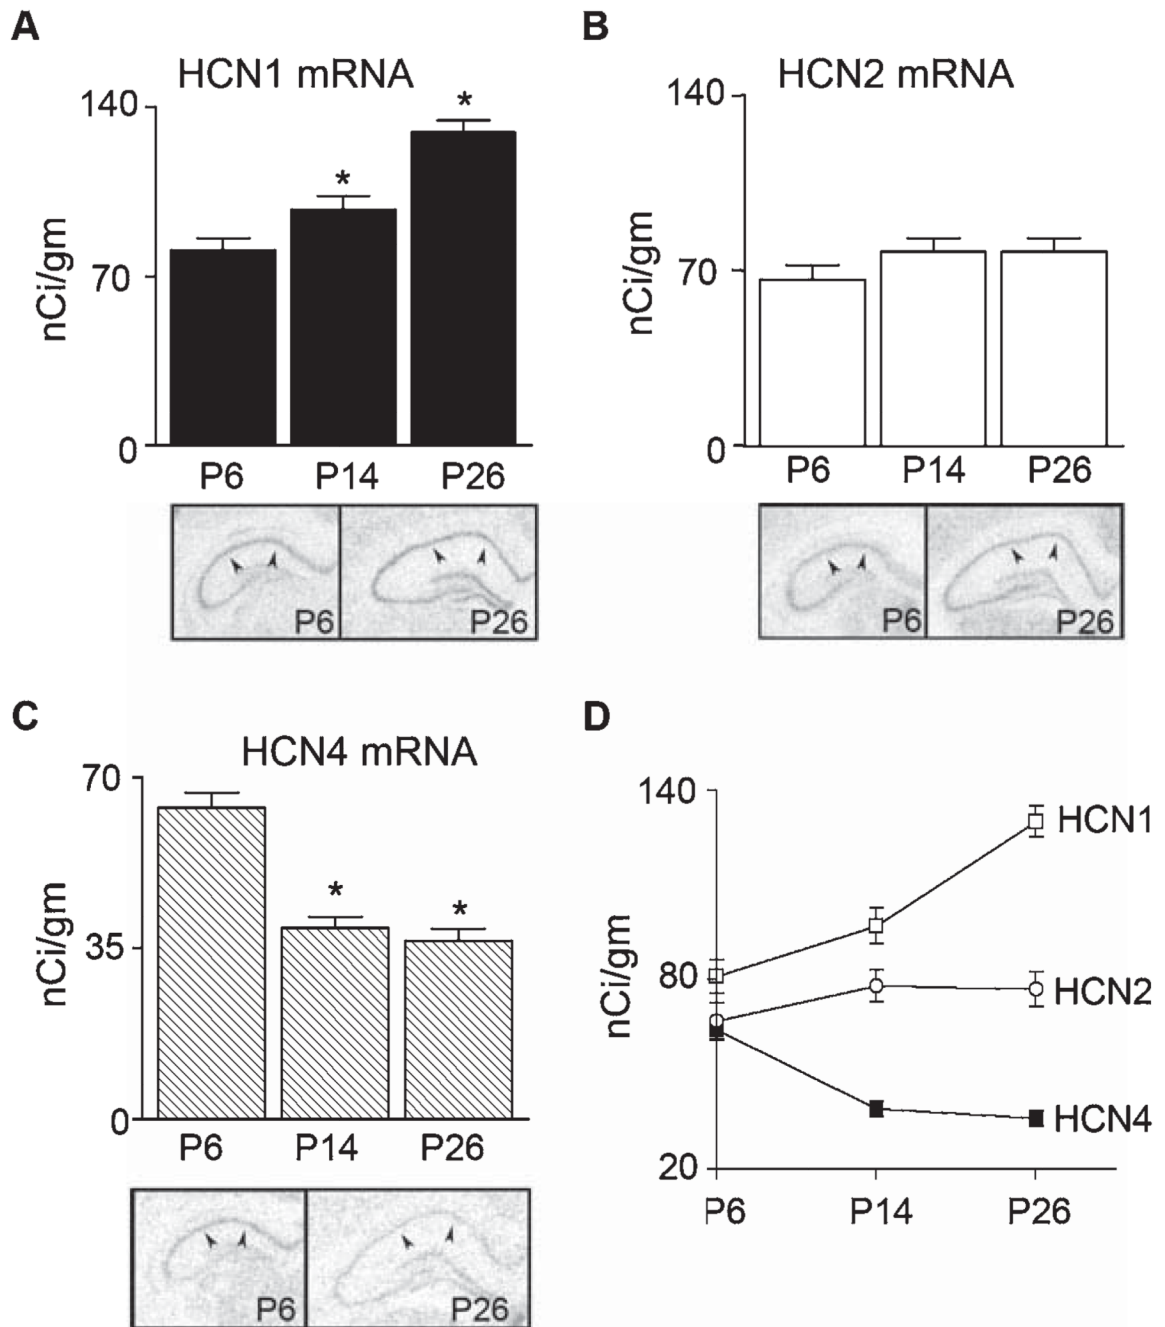 A
HCN1 mRNA
140
70
0
nCi/gm
*
*
P6 P14 P26
P6 P26
B
HCN2 mRNA
140
70
0
nCi/gm
P6 P14 P26
P6 P26
C
HCN4 mRNA
70
35
0
nCi/gm
*
*
P6 P14 P26
P6 P26
D
140
80
20
nCi/gm
HCN1
HCN2
HCN4
P6 P14 P26